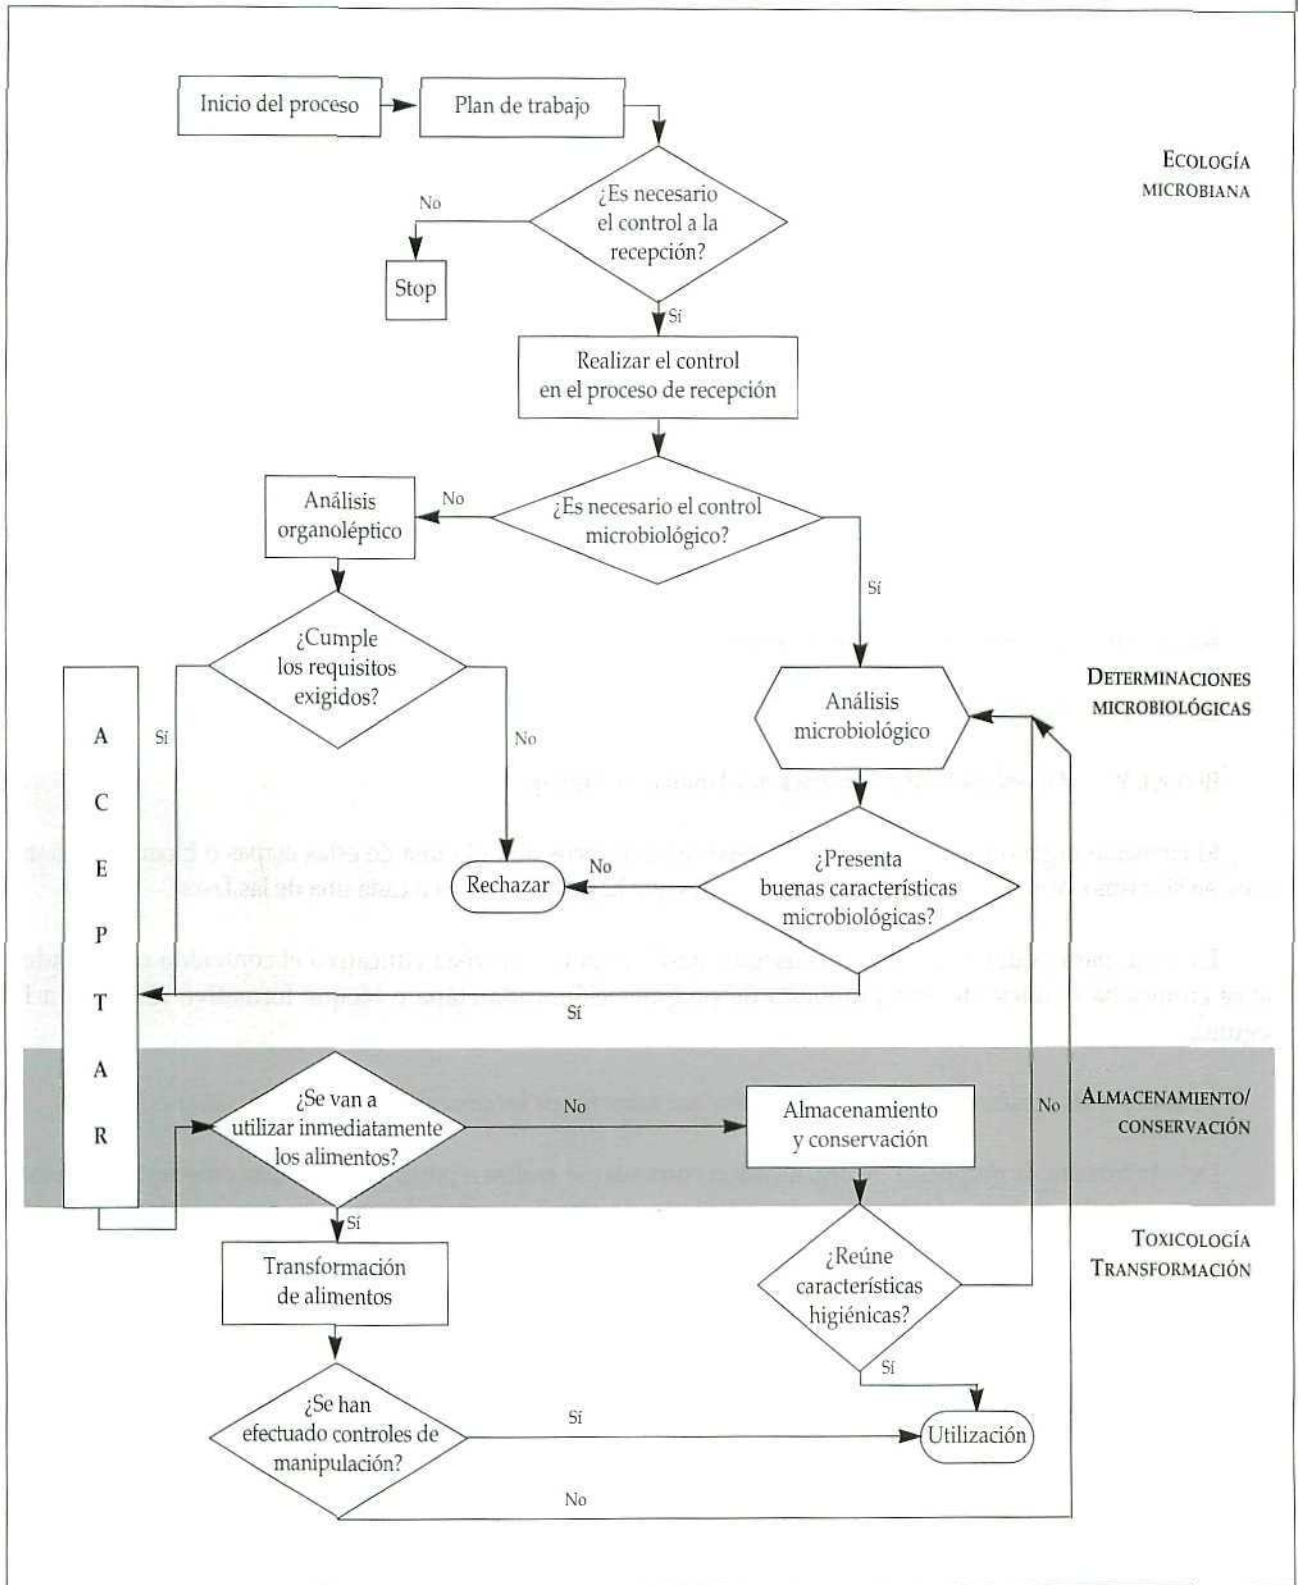 Inicio del proceso
Plan de trabajo
ECOLOGÍA
MICROBIANA
¿Es necesario
el control a la
recepción?
No
Stop
Sí
Realizar el control
en el proceso de recepción
¿Es necesario el control
microbiológico?
No
Análisis
organoléptico
Sí
¿Cumple
los requisitos
exigidos?
Sí
No
Análisis
microbiológico
DETERMINACIONES
MICROBIOLÓGICAS
¿Presenta
buenas características
microbiológicas?
No
Rechazar
Sí
A
C
E
P
T
A
R
¿Se van a
utilizar inmediatamente
los alimentos?
No
Almacenamiento
y conservación
No
ALMACENAMIENTO/
CONSERVACIÓN
Sí
Transformación
de alimentos
¿Reúne
características
higiénicas?
TOXICOLOGÍA
TRANSFORMACIÓN
Sí
¿Se han
efectuado controles de
manipulación?
Sí
Utilización
No